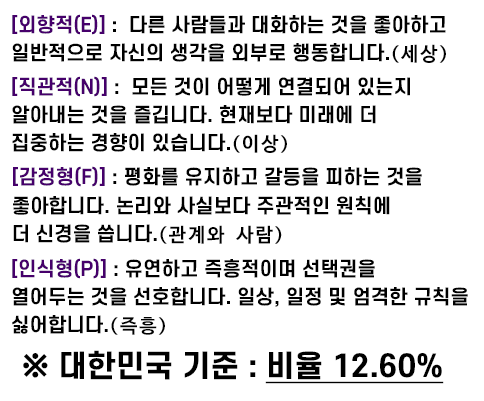 [외향적(E)] : 다른 사람들과 대화하는 것을 좋아하고
일반적으로 자신의 생각을 외부로 행동합니다.(세상)
[직관적(N)] : 모든 것이 어떻게 연결되어 있는지
알아내는 것을 즐깁니다. 현재보다 미래에 더
집중하는 경향이 있습니다.(이상)
[감정형(F)] : 평화를 유지하고 갈등을 피하는 것을
좋아합니다. 논리와 사실보다 주관적인 원칙에
더 신경을 씁니다.(관계와 사람)
[인식형(P)] : 유연하고 즉흥적이며 선택권을
열어두는 것을 선호합니다. 일상, 일정 및 엄격한 규칙을
싫어합니다.(즉흥)
※ 대한민국 기준 : 비율 12.60%